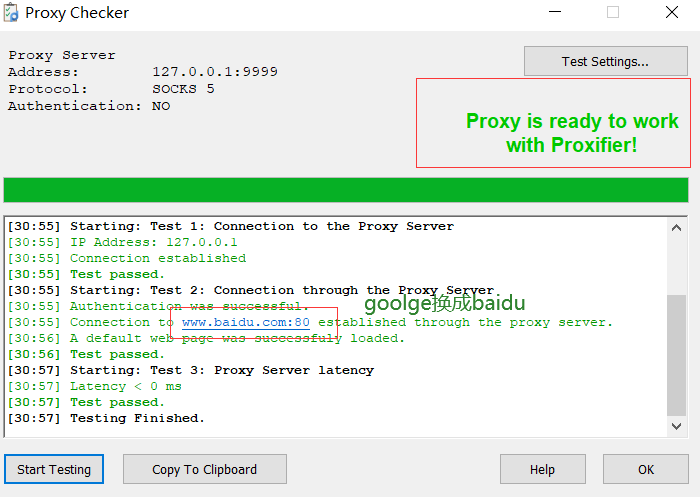 Proxy Checker
Proxy Server
Address: 127.0.0.1:9999
Protocol: SOCKS 5
Authentication: NO
Test Settings...
Proxy is ready to work
with Proxifier!
[30:55] Starting: Test 1: Connection to the Proxy Server
[30:55] IP Address: 127.0.0.1
[30:55] Connection established
[30:55] Test passed.
[30:55] Starting: Test 2: Connection through the Proxy Server.
[30:55] Authentication was successful.
goolge换成baidu
[30:55] Connection to www.baidu.com:80 established through the proxy server.
[30:56] A default web page was successfuly loaded.
[30:56] Test passed.
[30:57] Starting: Test 3: Proxy Server latency
[30:57] Latency < 0 ms
[30:57] Test passed.
[30:57] Testing Finished.
Start Testing
Copy To Clipboard
Help
OK